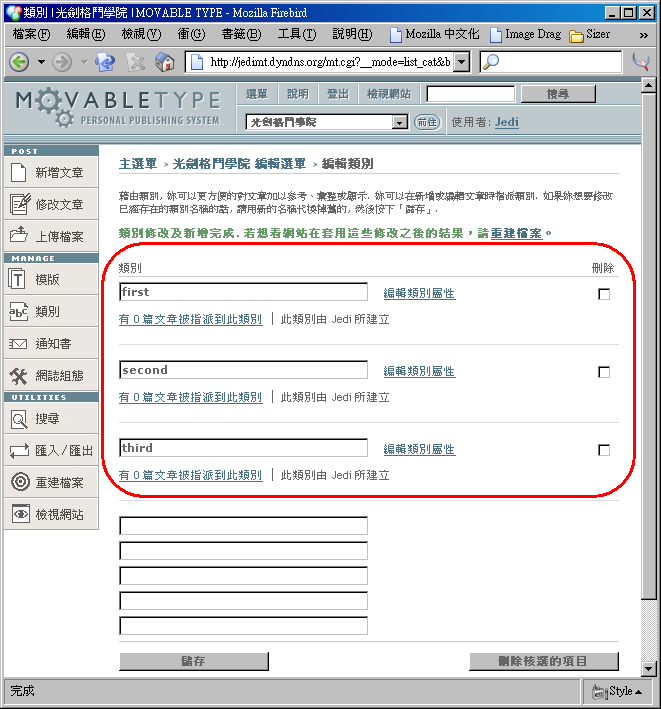 類別 | 光劍格鬥學院 | MOVABLE TYPE - Mozilla Firebird
檔案(F) 編輯(E) 檢視(V) 衝(G) 書籤(B) 工具(T) 說明(H) Mozilla 中文化 Image Drag Sizer »
http://jedimt.dyndns.org/mt.cgi?__mode=list_cat&b
MOVABLETYPE
PERSONAL PUBLISHING SYSTEM
選單 說明 登出 檢視網站 搜尋
光劍格鬥學院 前往 使用者: Jedi
POST
新增文章
修改文章
上傳檔案
MANAGE
模版
類別
通知書
網誌組態
UTILITIES
搜尋
匯入/匯出
重建檔案
檢視網站
主選單 > 光劍格鬥學院 編輯選單 > 編輯類別
藉由類別, 妳可以更方便的對文章加以參考、彙整或顯示. 妳可以在新增或編輯文章時指派類別. 如果妳想要修改
已經存在的類別名稱的話, 請用新的名稱代換掉舊的, 然後按下「儲存」.
類別修改及新增完成. 若想看網站在套用這些修改之後的結果，請重建檔案。
類別 刪除
first 編輯類別屬性
有 0 篇文章被指派到此類別 | 此類別由 Jedi 所建立
second 編輯類別屬性
有 0 篇文章被指派到此類別 | 此類別由 Jedi 所建立
third 編輯類別屬性
有 0 篇文章被指派到此類別 | 此類別由 Jedi 所建立
儲存 刪除核選的項目
完成 Style